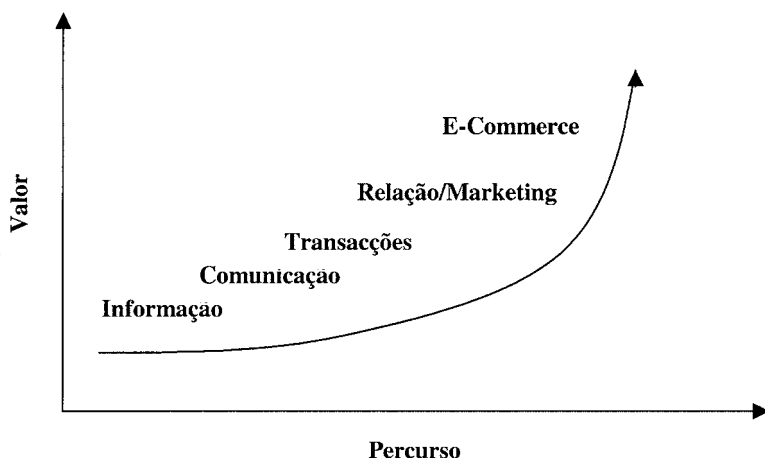 E-Commerce
Relação/Marketing
Transacções
Comunicação
Informação
Valor
Percurso